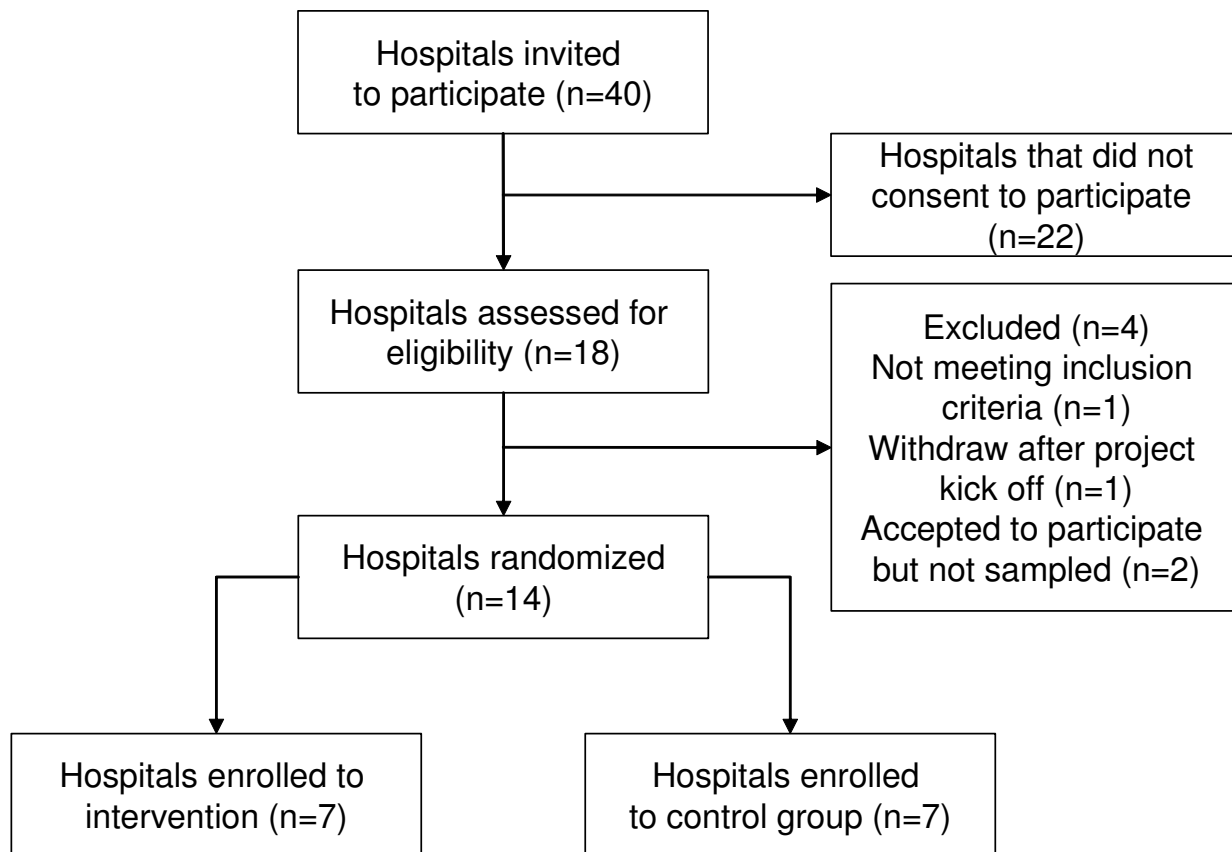 Hospitals invited
to participate (n=40)
Hospitals that did not
consent to participate
(n=22)
Hospitals assessed for
eligibility (n=18)
Excluded (n=4)
Not meeting inclusion
criteria (n=1)
Withdraw after project
kick off (n=1)
Accepted to participate
but not sampled (n=2)
Hospitals randomized
(n=14)
Hospitals enrolled to
intervention (n=7)
Hospitals enrolled
to control group (n=7)